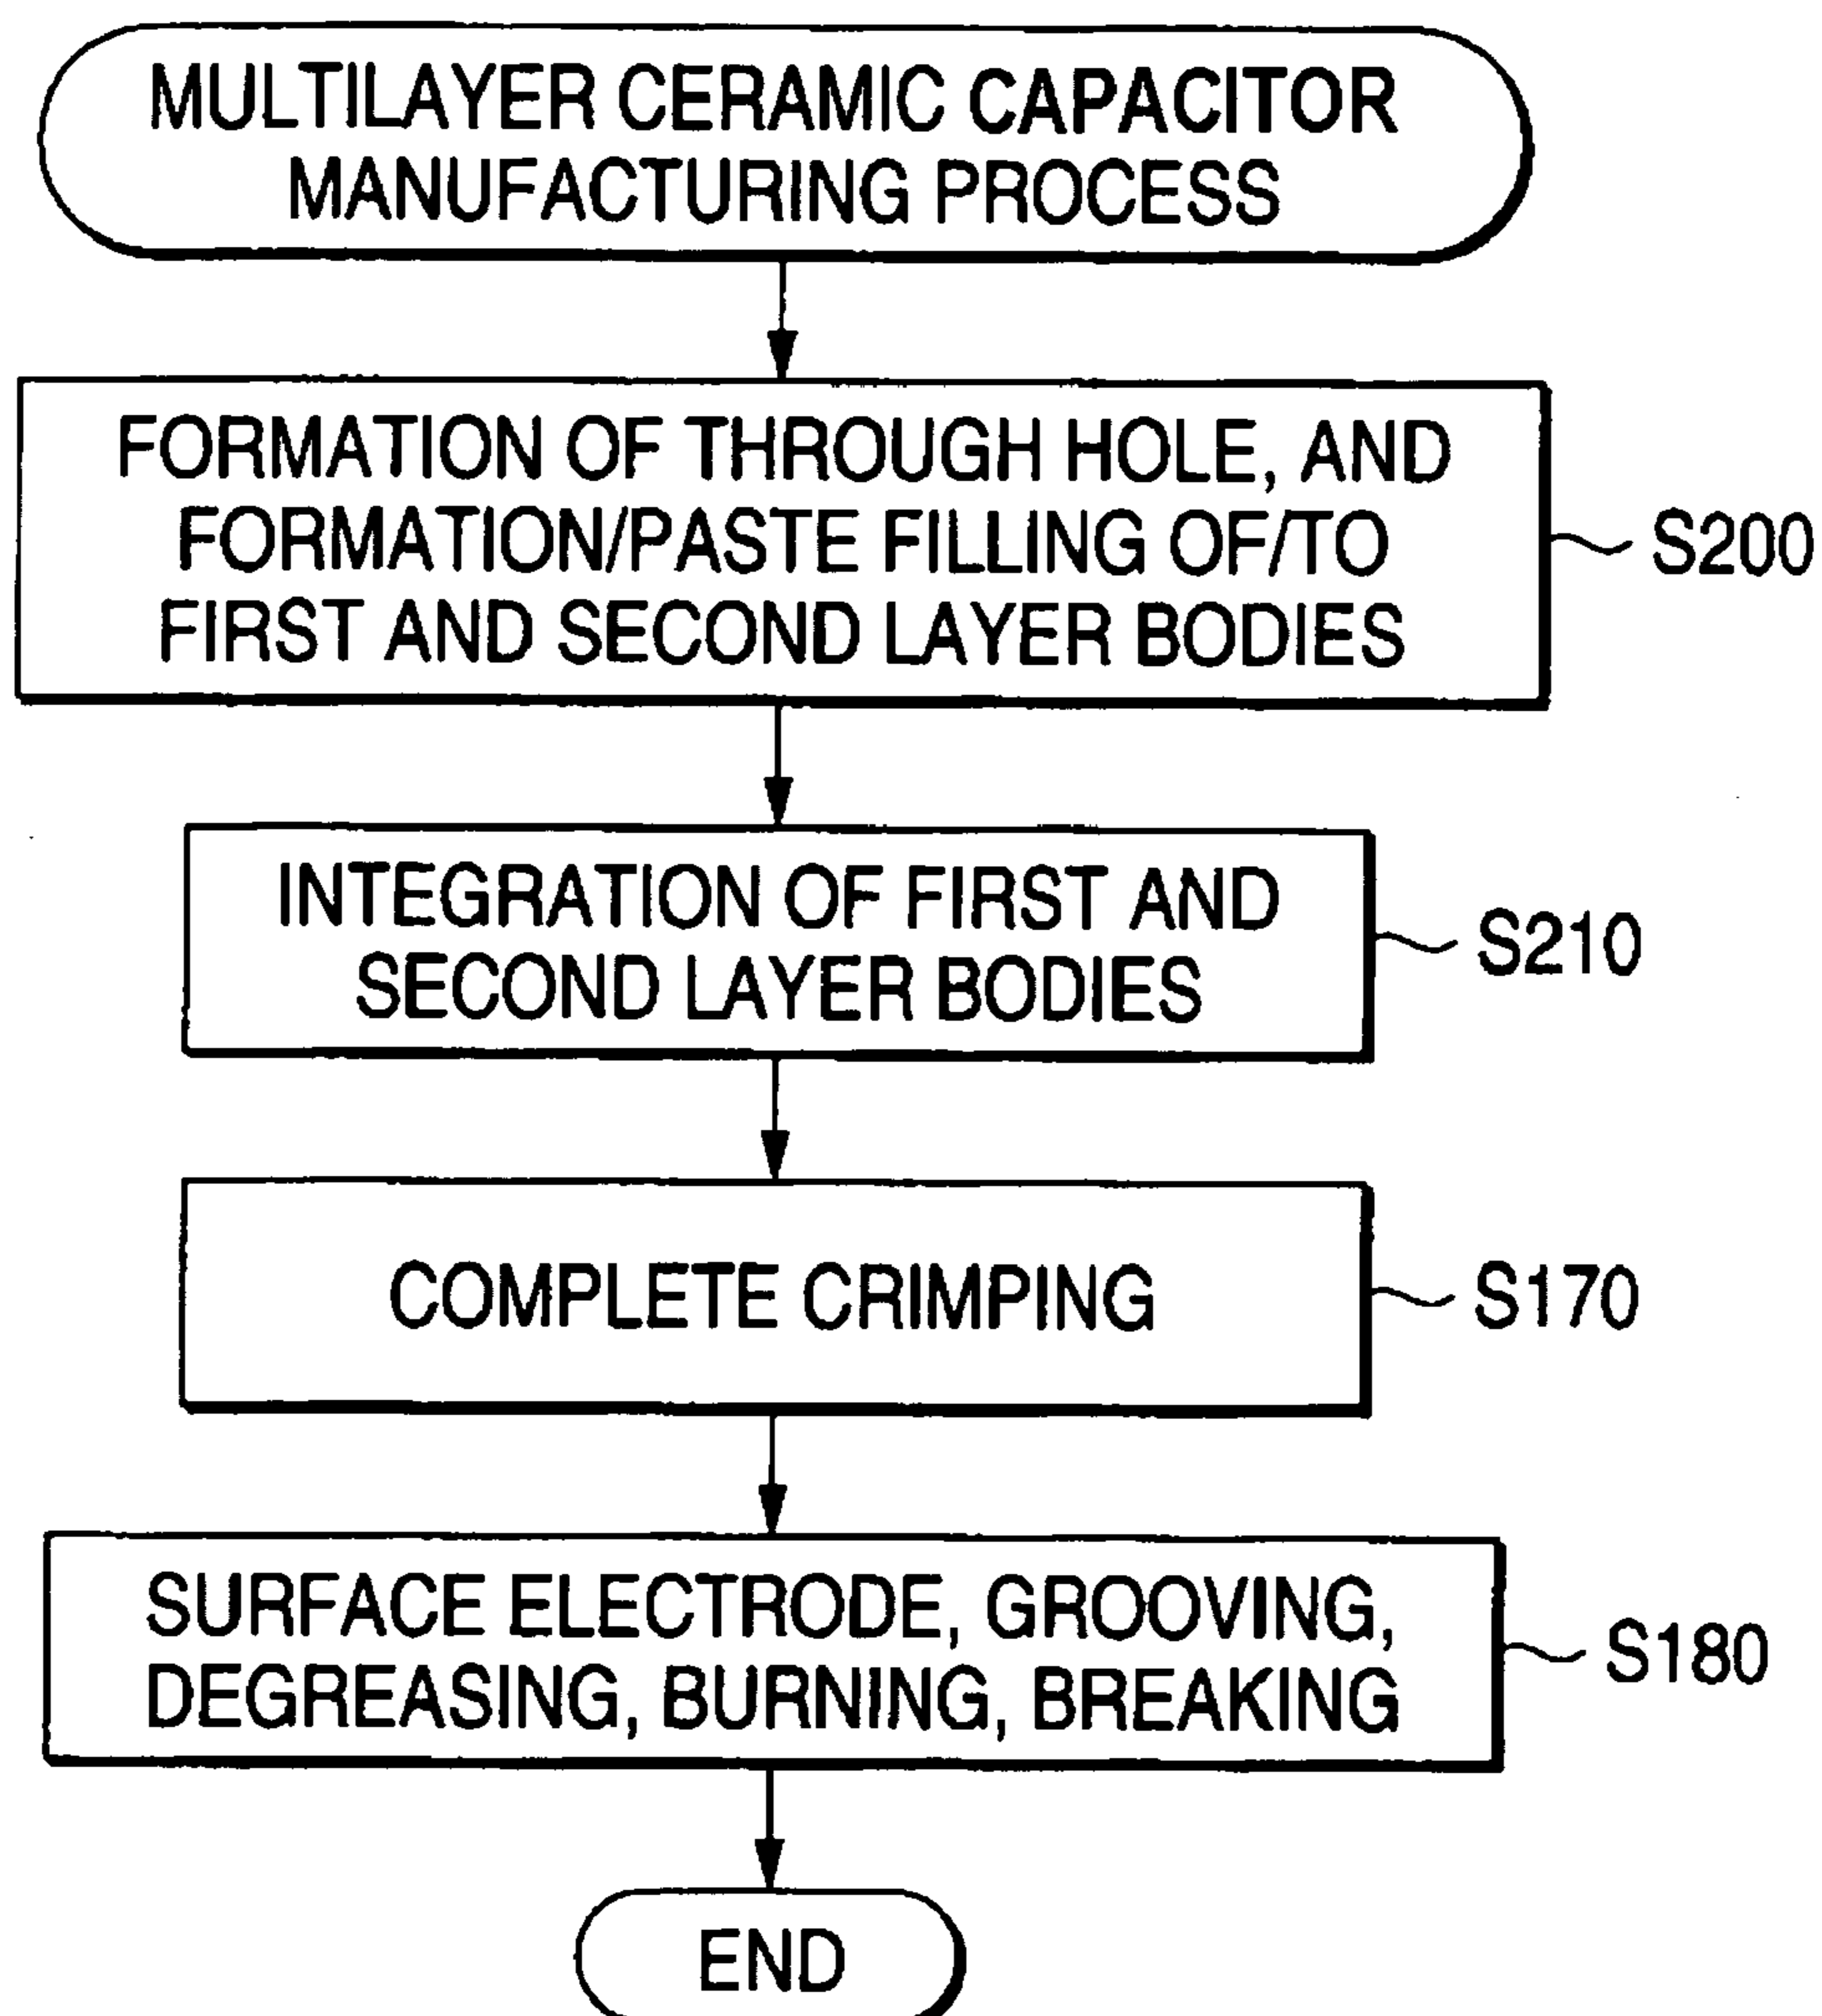 MULTILAYER CERAMIC CAPACITOR
MANUFACTURING PROCESS
FORMATION OF THROUGH HOLE, AND
FORMATION/PASTE FILLING OF/TO
FIRST AND SECOND LAYER BODIES
S200
INTEGRATION OF FIRST AND
SECOND LAYER BODIES
S210
COMPLETE CRIMPING
S170
SURFACE ELECTRODE, GROOVING,
DEGREASING, BURNING, BREAKING
S180
END